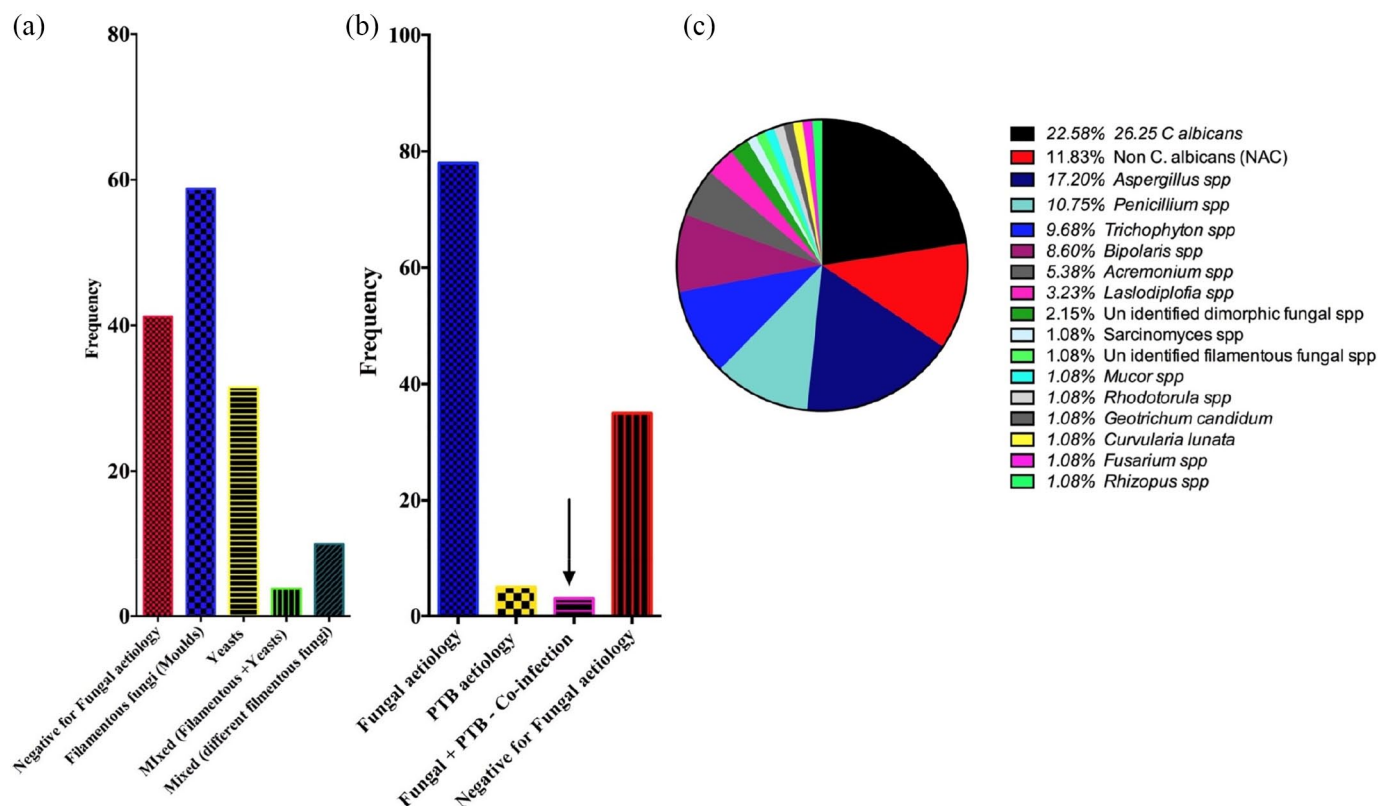 (a)
80
60
40
20
0
Frequency
Negative for Fungal aetiology
Filamentous fungi (Moulds)
Yeasts
MIxed (Filamentous +Yeasts)
Mixed (different filmentous fungi)
(b)
100
80
60
40
20
0
Frequency
Fungal aetiology
PTB aetiology
Fungal + PTB - Co-infection
Negative for Fungal aetiology
(c)
22.58% 26.25 C albicans
11.83% Non C. albicans (NAC)
17.20% Aspergillus spp
10.75% Penicillium spp
9.68% Trichophyton spp
8.60% Bipolaris spp
5.38% Acremonium spp
3.23% Laslodiplofia spp
2.15% Un identified dimorphic fungal spp
1.08% Sarcinomyces spp
1.08% Un identified filamentous fungal spp
1.08% Mucor spp
1.08% Rhodotorula spp
1.08% Geotrichum candidum
1.08% Curvularia lunata
1.08% Fusarium spp
1.08% Rhizopus spp